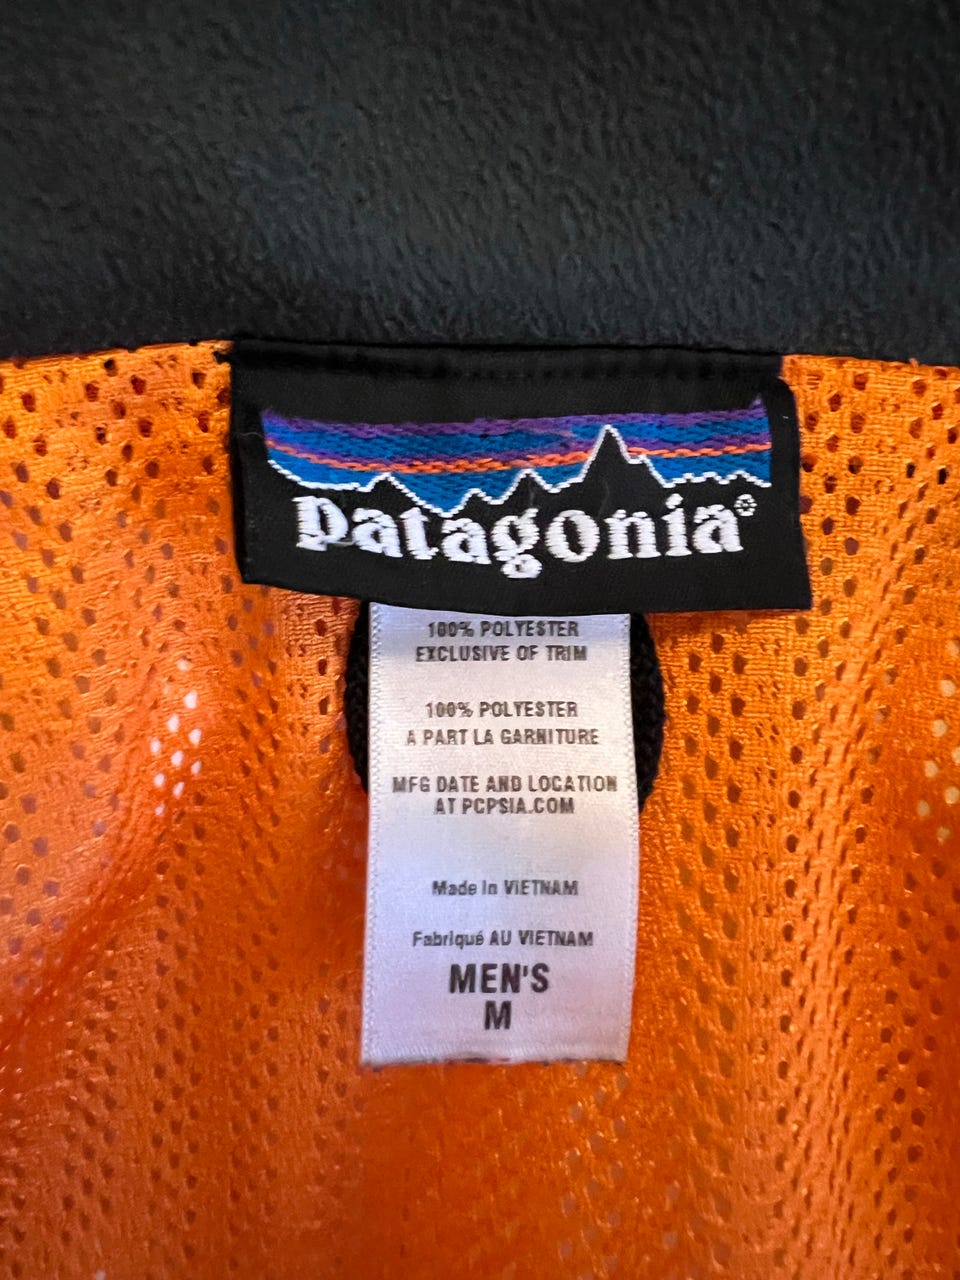 patagonia®
100% POLYESTER
EXCLUSIVE OF TRIM
100% POLYESTER
A PART LA GARNITURE
MFG DATE AND LOCATION
AT PCPSIA.COM
Made in VIETNAM
Fabriqué AU VIETNAM
MEN'S
M